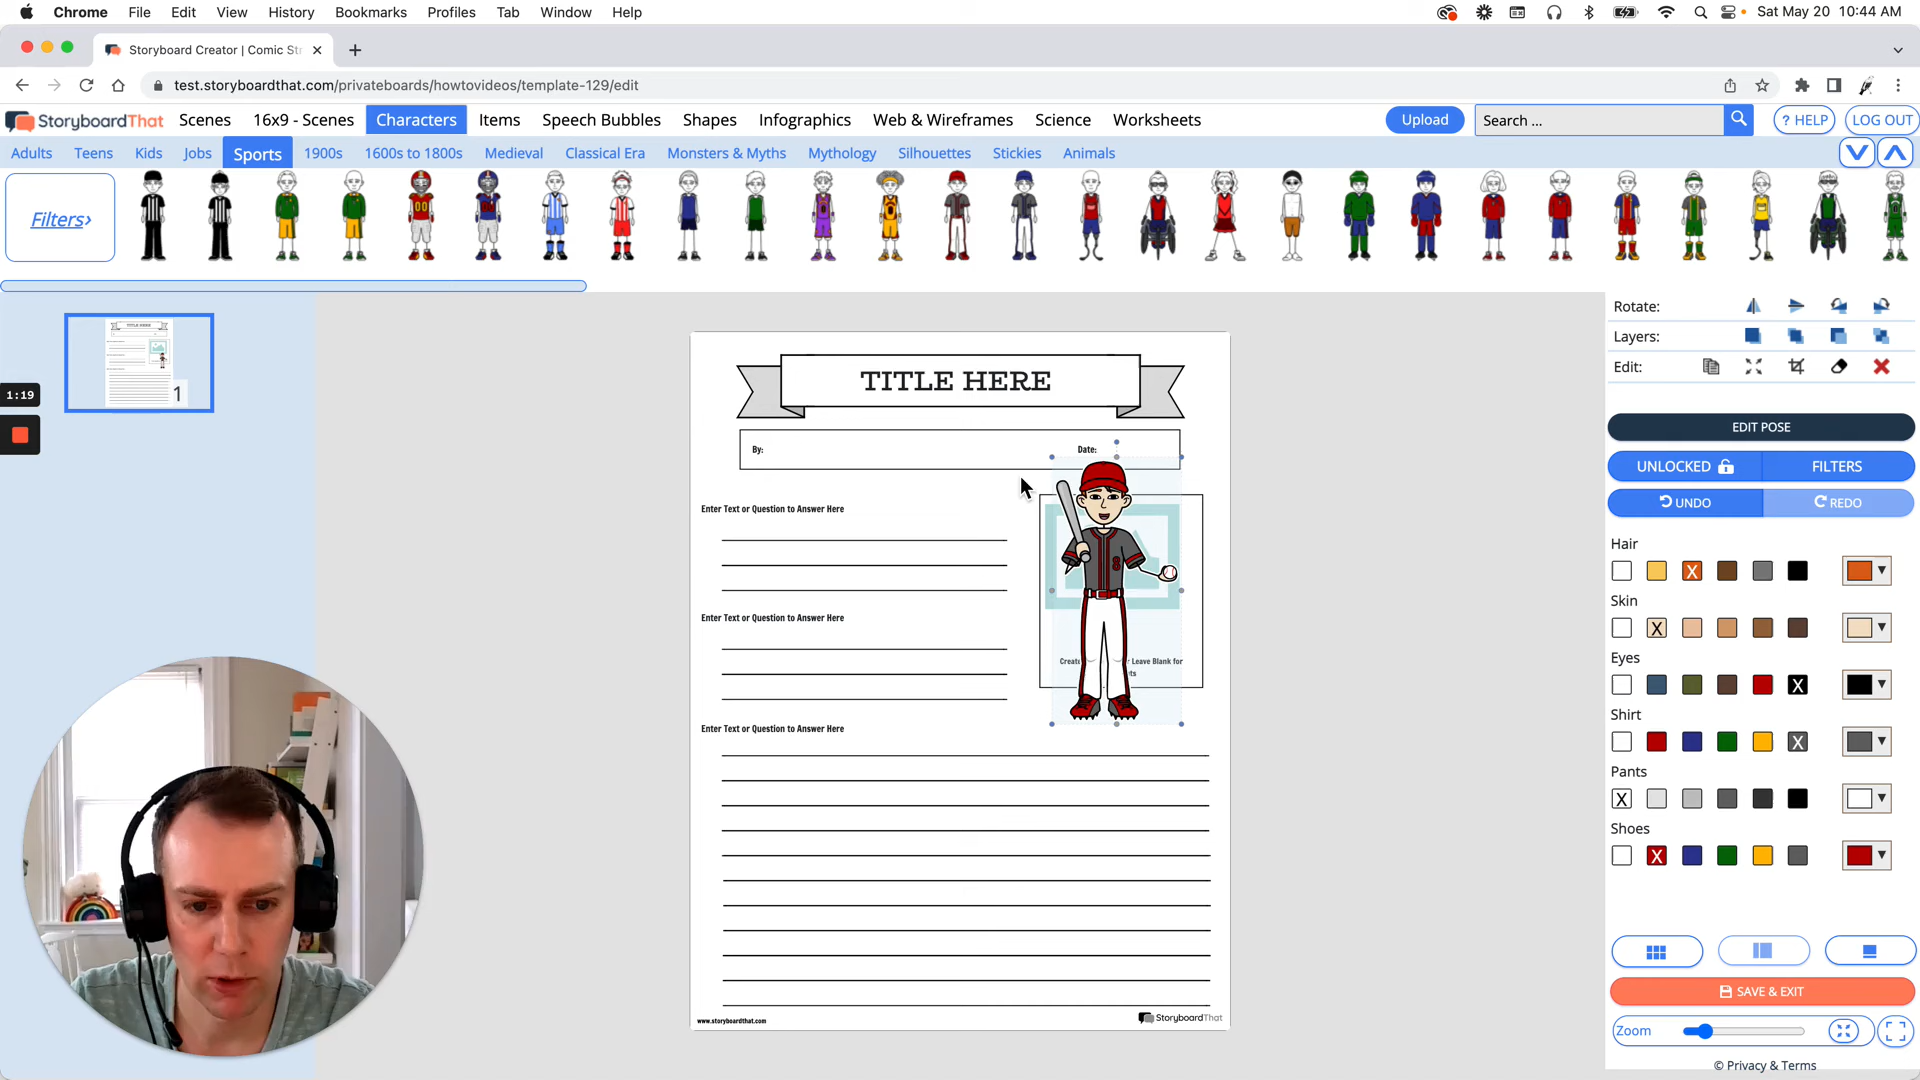 Chrome File Edit View History Bookmarks Profiles Tab Window Help Sat May 20 10:44 AM
Storyboard Creator | Comic St
test.storyboardthat.com/privateboards/howtovideos/template-129/edit
StoryboardThat Scenes 16x9 - Scenes Characters Items Speech Bubbles Shapes Infographics Web & Wireframes Science Worksheets Upload Search ... ? HELP LOG OUT
Adults Teens Kids Jobs Sports 1900s 1600s to 1800s Medieval Classical Era Monsters & Myths Mythology Silhouettes Stickies Animals
Filters›
Rotate:
Layers:
Edit:
1
1:19
TITLE HERE
By: Date:
Enter Text or Question to Answer Here
Enter Text or Question to Answer Here
Create Leave Blank for
Enter Text or Question to Answer Here
www.storyboardthat.com StoryboardThat
EDIT POSE
UNLOCKED FILTERS
UNDO REDO
Hair
X
Skin
X
Eyes
X
Shirt
X
Pants
X
Shoes
X
SAVE & EXIT
Zoom
© Privacy & Terms